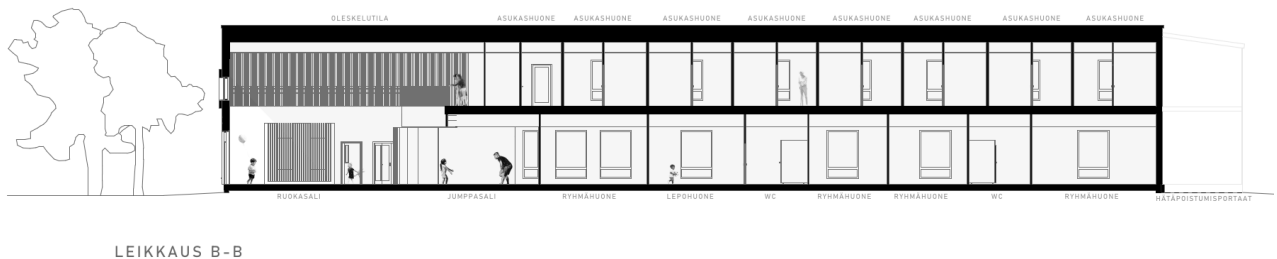 OLESKELUTILA ASUKASHUONE ASUKASHUONE ASUKASHUONE ASUKASHUONE ASUKASHUONE ASUKASHUONE ASUKASHUONE ASUKASHUONE
RUOKASALI JUMPPASALI RYHMÄHUONE LEPOHUONE WC RYHMÄHUONE RYHMÄHUONE WC RYHMÄHUONE HÄTÄPOISTUMISPORTAAT
LEIKKAUS B-B